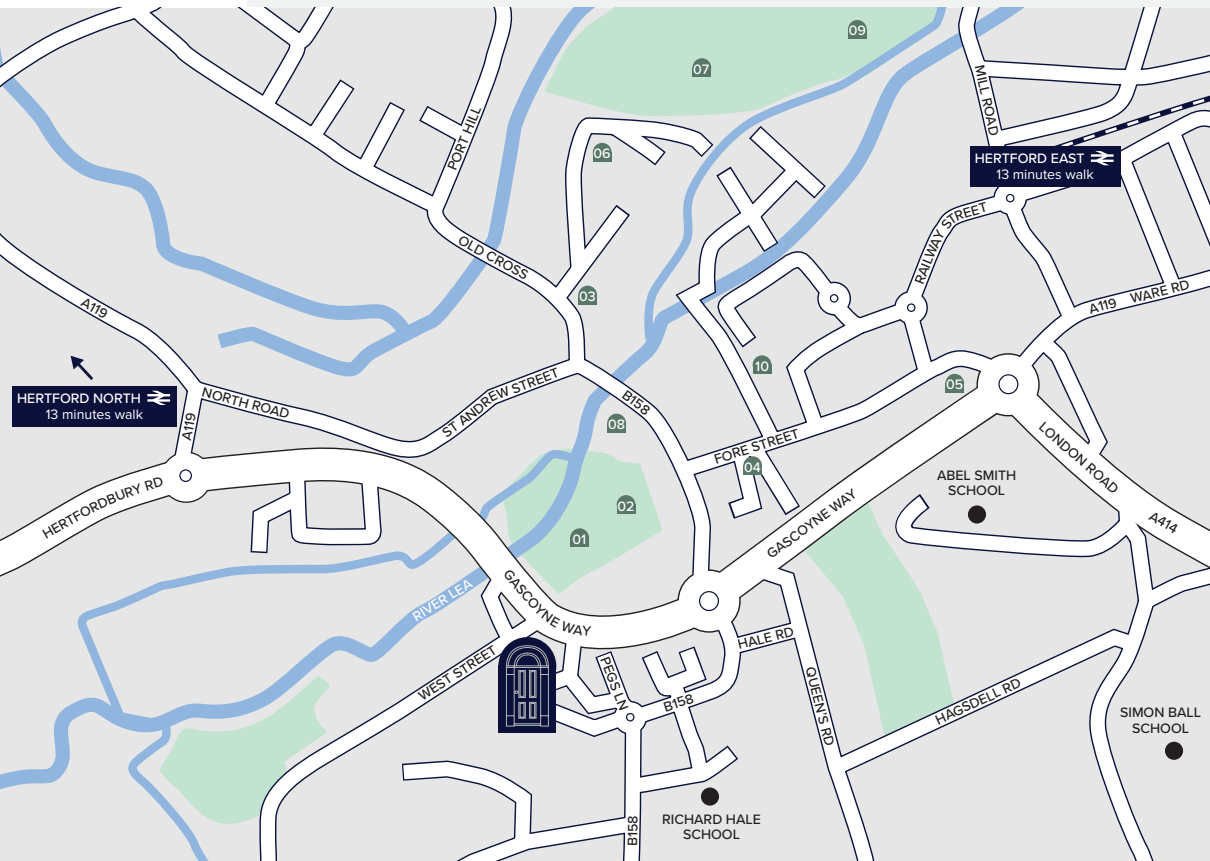 09
07
MILL ROAD
PORT HILL
HERTFORD EAST
13 minutes walk
06
RAILWAY STREET
OLD CROSS
03
A119
A119 WARE RD
10
05
HERTFORD NORTH
13 minutes walk
NORTH ROAD
A119
ST ANDREW STREET
B158
08
FORE STREET
04
LONDON ROAD
ABEL SMITH
SCHOOL
HERTFORDBURY RD
02
01
GASCOYNE WAY
A414
RIVER LEA
GASCOYNE WAY
HALE RD
WEST STREET
PEGS LN
B158
QUEEN'S RD
HAGSDELL RD
SIMON BALL
SCHOOL
RICHARD HALE
SCHOOL
B158